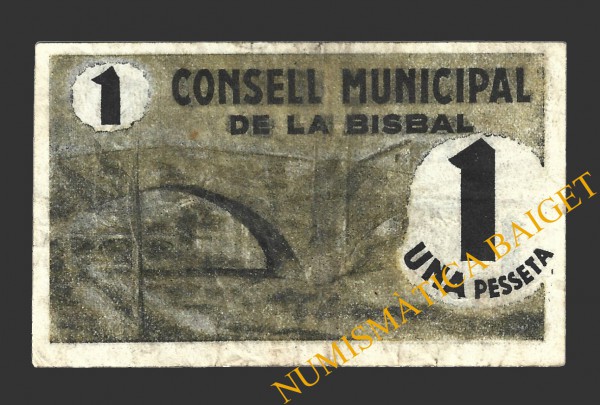 1 CONSELL MUNICIPAL
DE LA BISBAL
1
UNA PESSETA
NUMISMATICA BAIGET